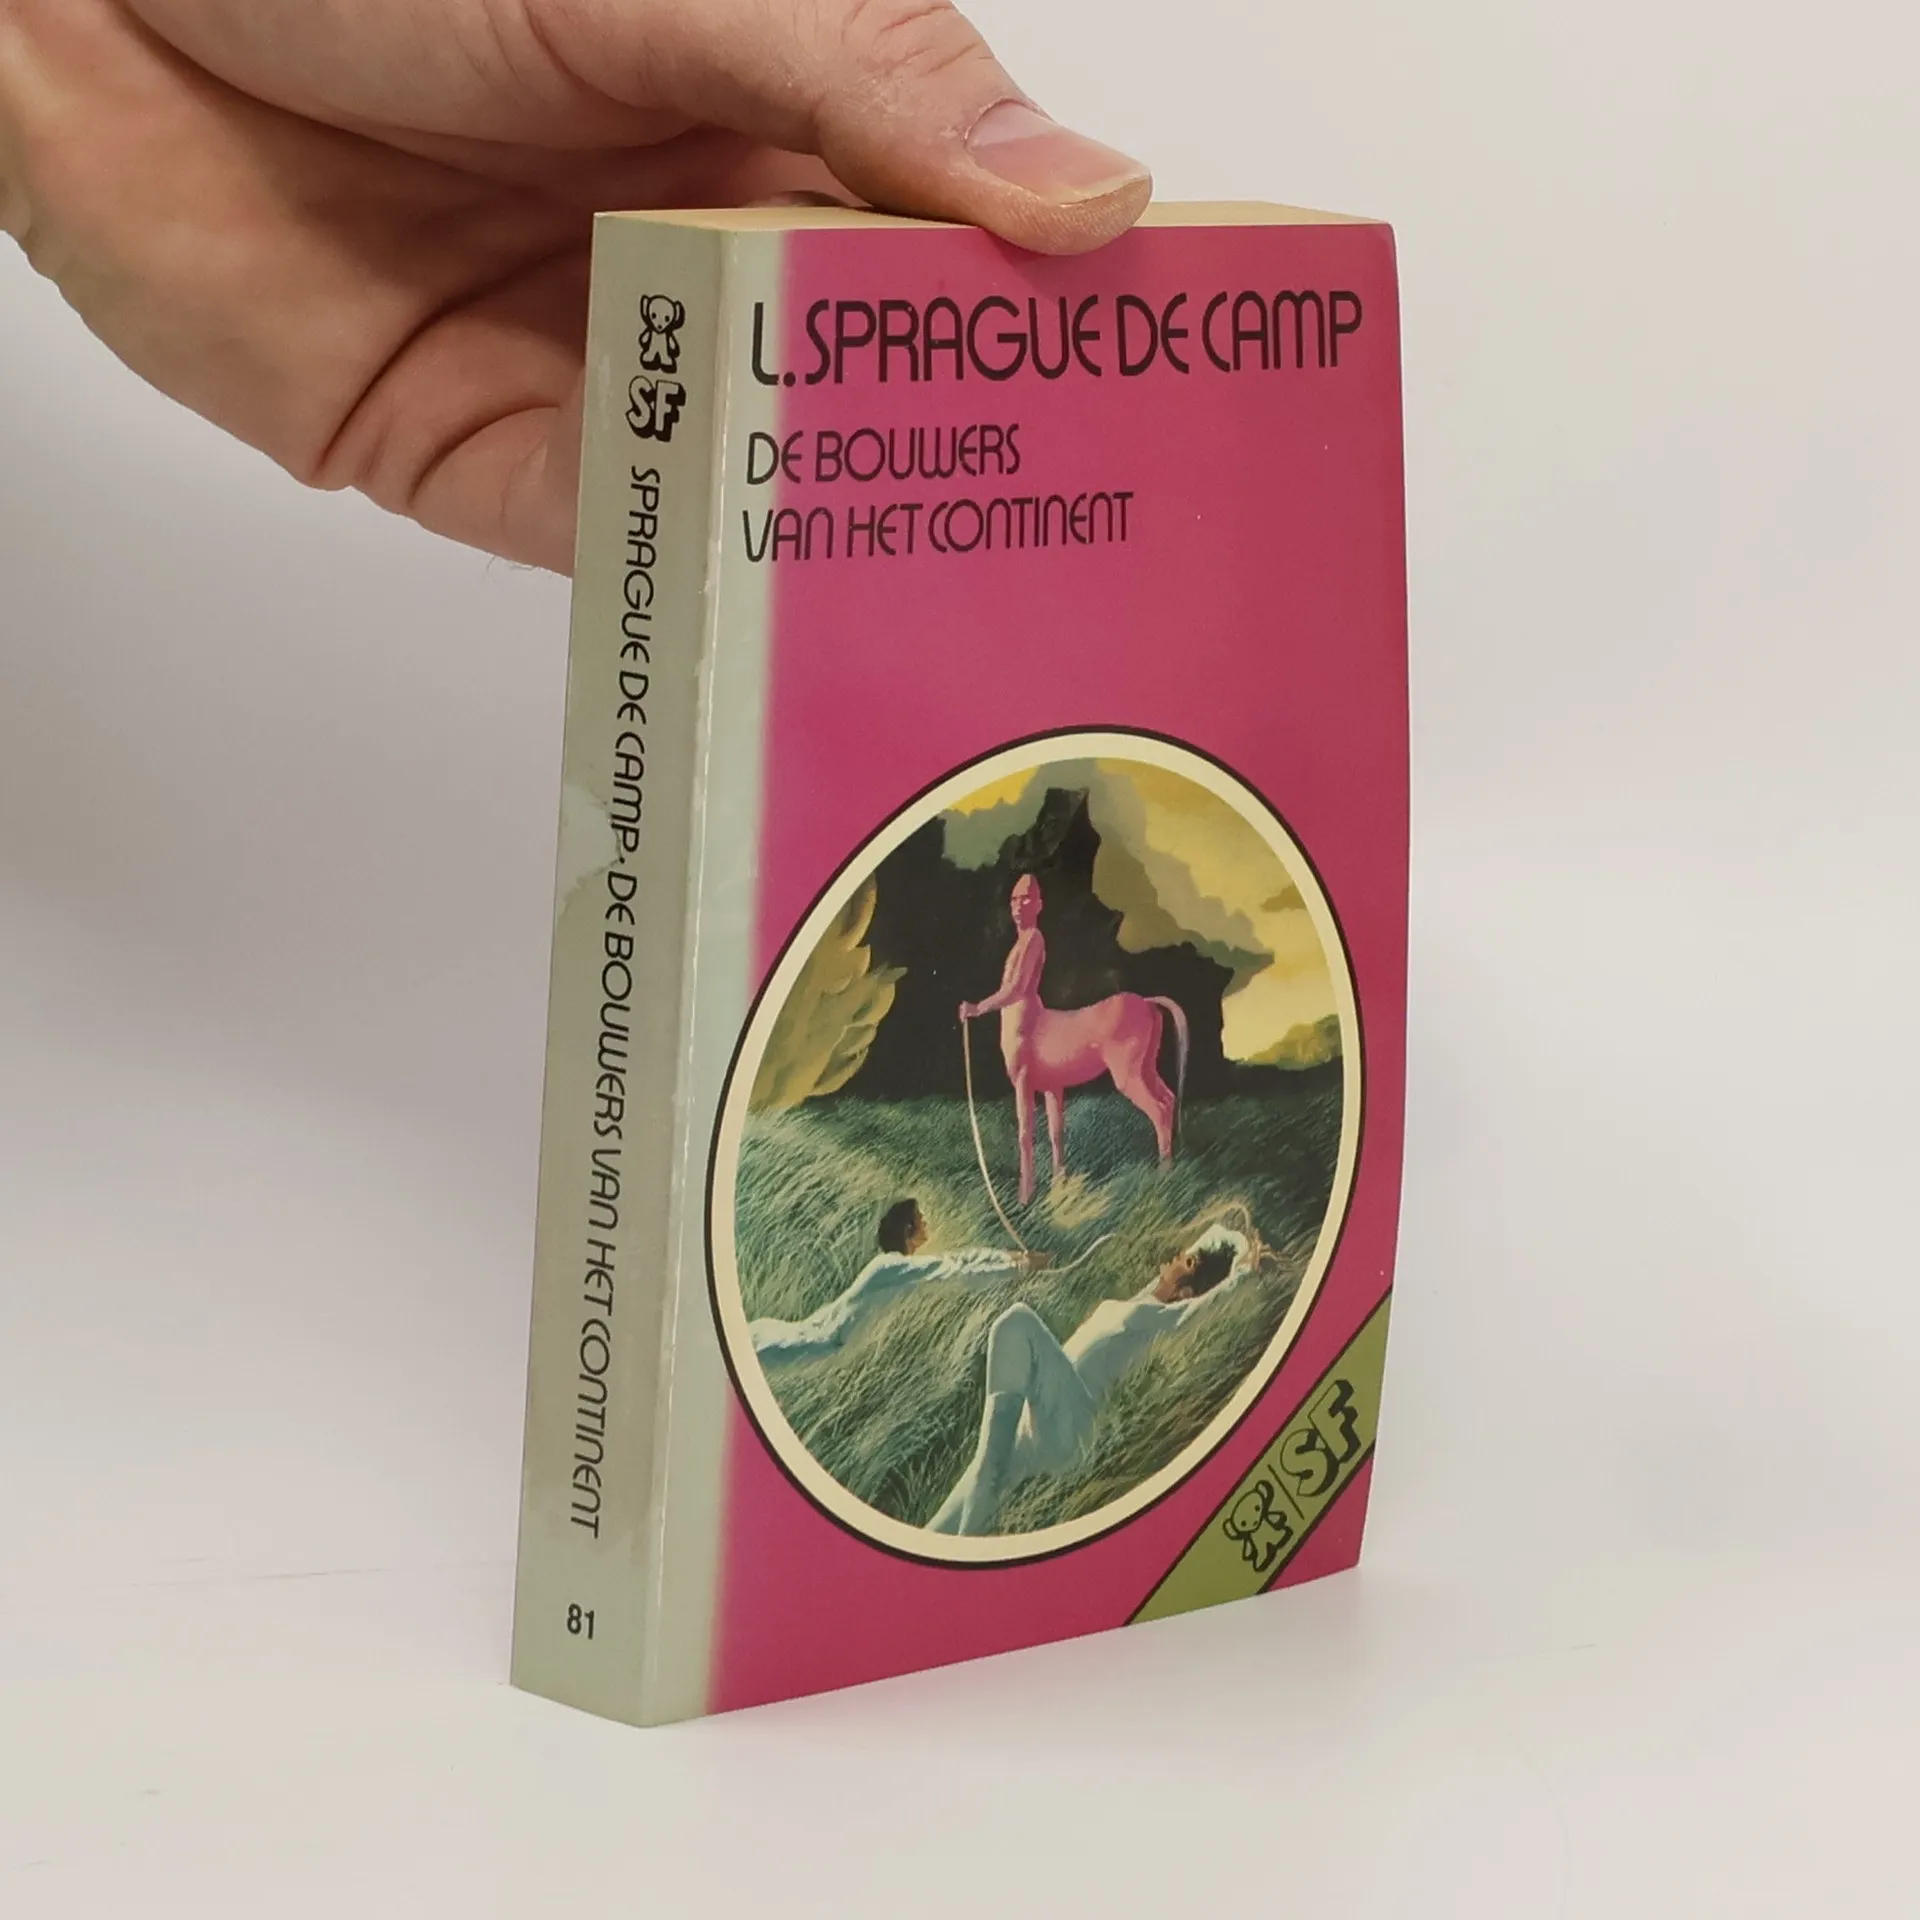 L. SPRAGUE DE CAMP
DE BOUWERS
VAN HET CONTINENT
SF
SF SPRAGUE DE CAMP · DE BOUWERS VAN HET CONTINENT 81